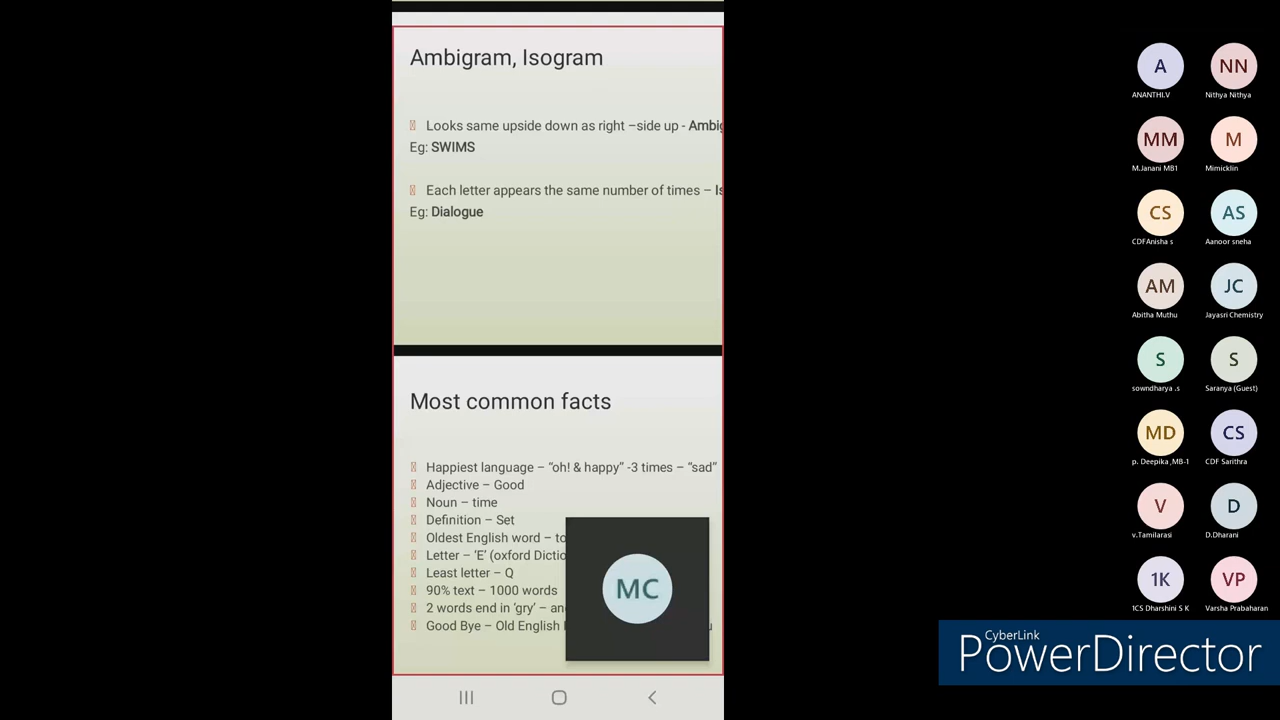 Ambigram, Isogram
Looks same upside down as right –side up - Ambig
Eg: SWIMS
Each letter appears the same number of times – Is
Eg: Dialogue
Most common facts
Happiest language – “oh! & happy” -3 times – “sad”
Adjective – Good
Noun – time
Definition – Set
Oldest English word – to
Letter – ‘E’ (oxford Dictio
Least letter – Q
90% text – 1000 words
2 words end in ‘gry’ – an
Good Bye – Old English
MC
A NN
ANANTHI.V Nithya Nithya
MM M
M.Janani MB1 Mimicklin
CS AS
CDFAnisha s Aanoor sneha
AM JC
Abitha Muthu Jayasri Chemistry
S S
sowndharya .s Saranya (Guest)
MD CS
p. Deepika ,MB-1 CDF Sarithra
V D
v.Tamilarasi D.Dharani
1K VP
1CS Dharshini S K Varsha Prabaharan
CyberLink
PowerDirector